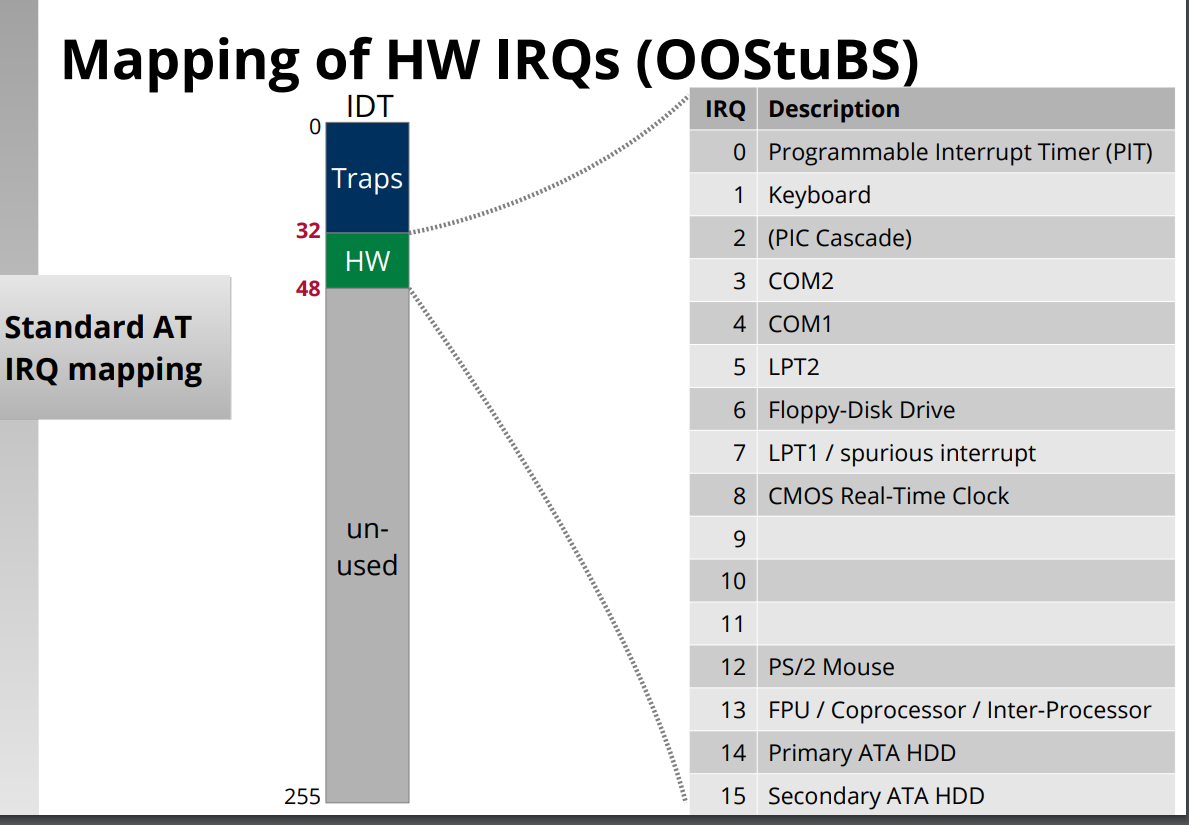 Mapping of HW IRQs (OOStuBS)
Standard AT
IRQ mapping
IDT
0
Traps
32
HW
48
un-
used
255
IRQ Description
0 Programmable Interrupt Timer (PIT)
1 Keyboard
2 (PIC Cascade)
3 COM2
4 COM1
5 LPT2
6 Floppy-Disk Drive
7 LPT1 / spurious interrupt
8 CMOS Real-Time Clock
9
10
11
12 PS/2 Mouse
13 FPU / Coprocessor / Inter-Processor
14 Primary ATA HDD
15 Secondary ATA HDD